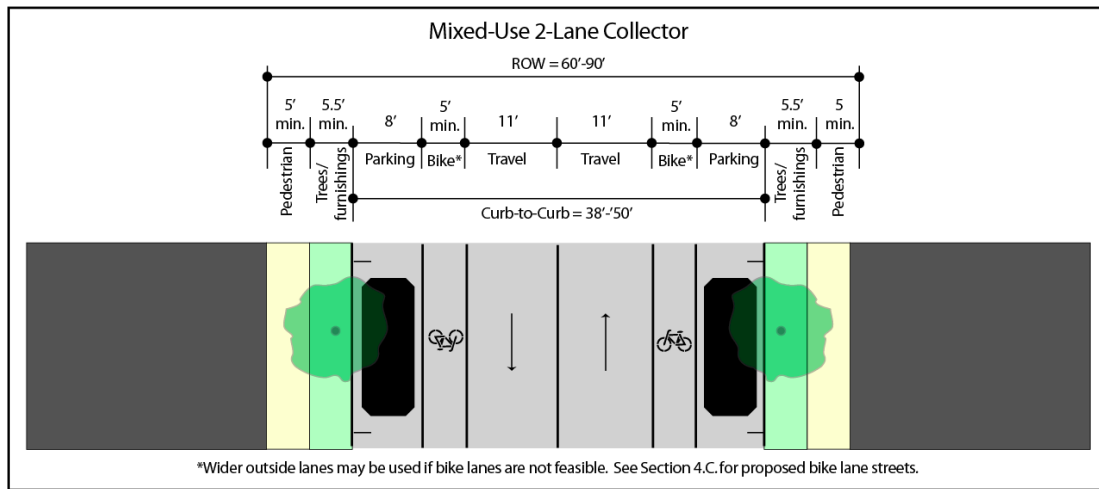 Mixed-Use 2-Lane Collector
ROW = 60'-90'
5' min.
5.5' min.
8'
5' min.
11'
11'
5' min.
8'
5.5' min.
5 min.
Pedestrian
Trees/
furnishings
Parking
Bike*
Travel
Travel
Bike*
Parking
Trees/
furnishings
Pedestrian
Curb-to-Curb = 38'-'50'
*Wider outside lanes may be used if bike lanes are not feasible. See Section 4.C. for proposed bike lane streets.